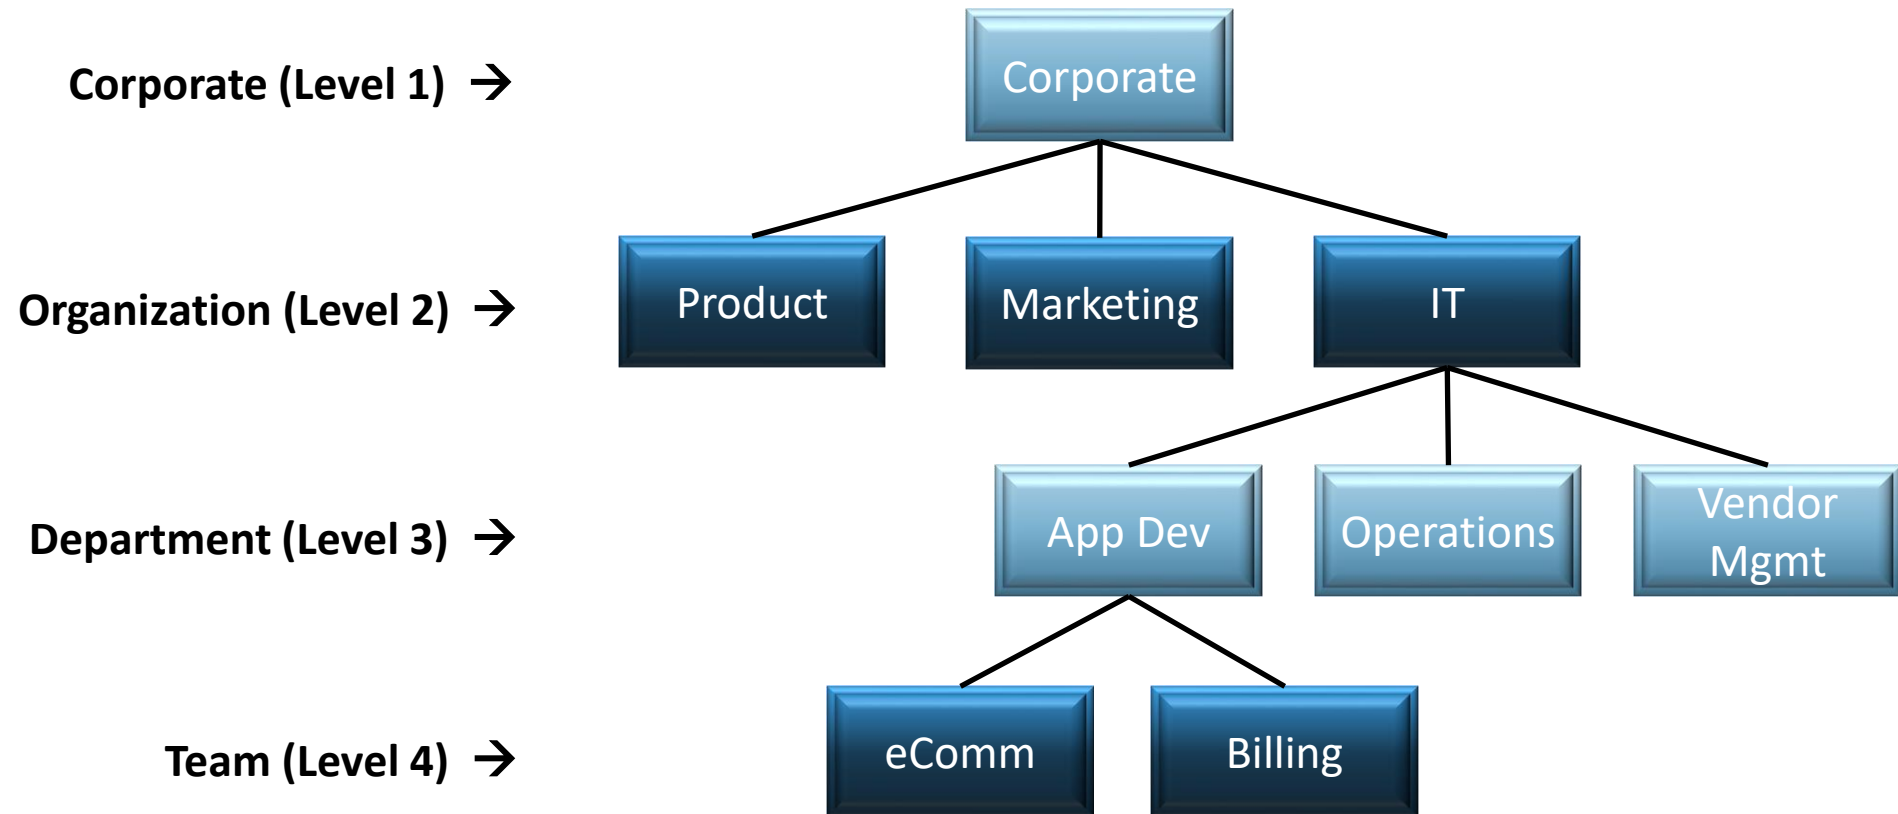 Corporate (Level 1) →
Corporate
Organization (Level 2) →
Product
Marketing
IT
Department (Level 3) →
App Dev
Operations
Vendor
Mgmt
Team (Level 4) →
eComm
Billing